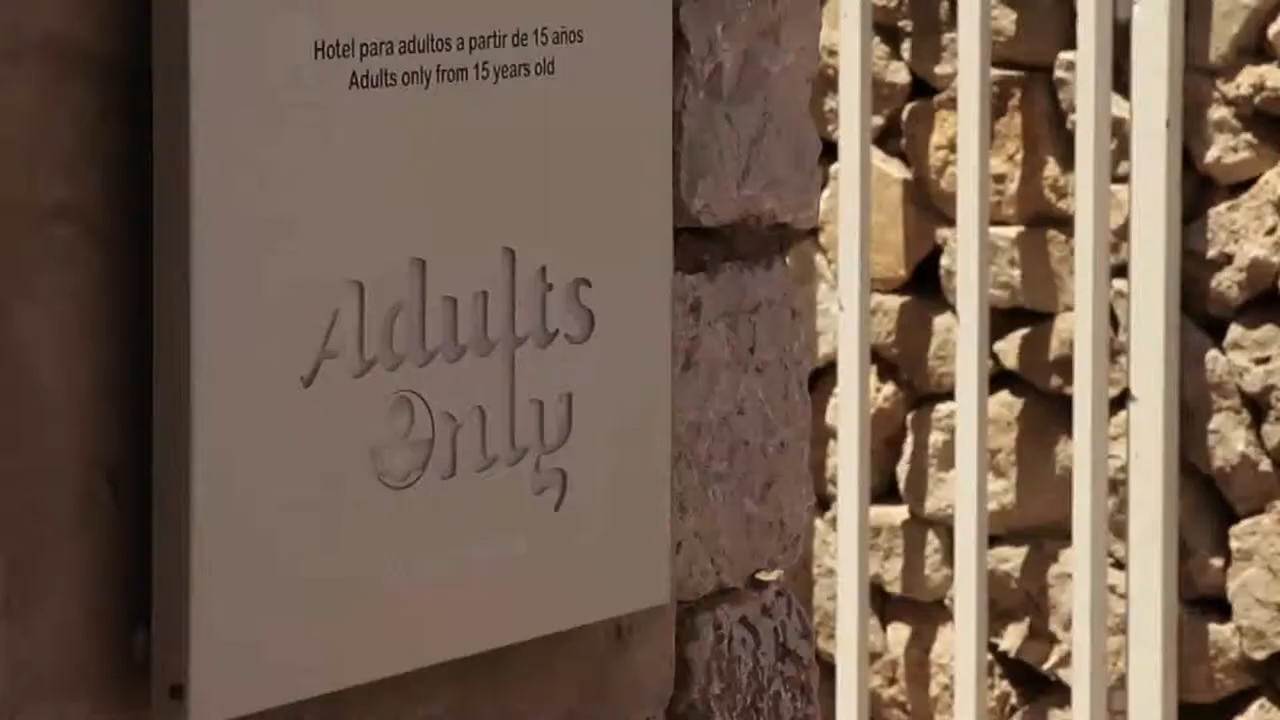 Hotel para adultos a partir de 15 años
Adults only from 15 years old
Adults
Only